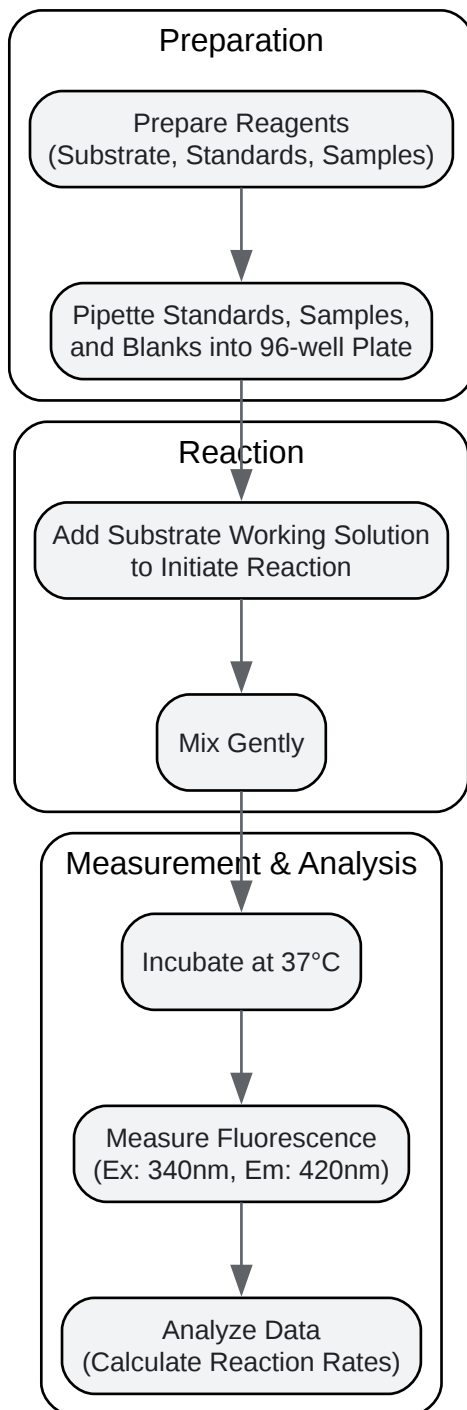 Preparation
Prepare Reagents
(Substrate, Standards, Samples)
Pipette Standards, Samples,
and Blanks into 96-well Plate
Reaction
Add Substrate Working Solution
to Initiate Reaction
Mix Gently
Measurement & Analysis
Incubate at 37°C
Measure Fluorescence
(Ex: 340nm, Em: 420nm)
Analyze Data
(Calculate Reaction Rates)